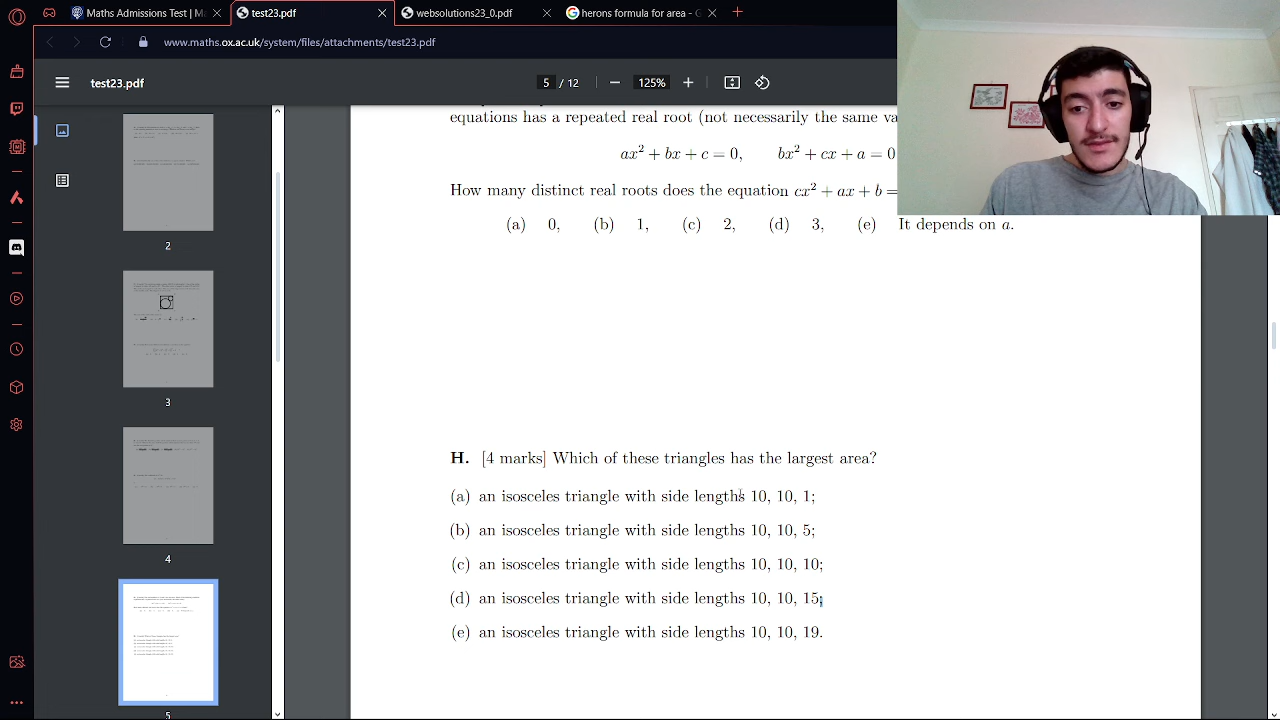 Maths Admissions Test | Ma
test23.pdf
websolutions23_0.pdf
herons formula for area - G
www.maths.ox.ac.uk/system/files/attachments/test23.pdf
test23.pdf
5 / 12
125%
equations has a repeated real root (not necessarily the same
ax² + bx + c = 0, bx² + cx + a = 0
How many distinct real roots does the equation cx² + ax + b =
(a) 0, (b) 1, (c) 2, (d) 3, (e) It depends on a.
H. [4 marks] Which of these triangles has the largest area?
(a) an isosceles triangle with side lengths 10, 10, 1;
(b) an isosceles triangle with side lengths 10, 10, 5;
(c) an isosceles triangle with side lengths 10, 10, 10;
(d) an isosceles triangle with side lengths 10, 10, 15;
(e) an isosceles triangle with side lengths 10, 10, 19.
2
3
4
5